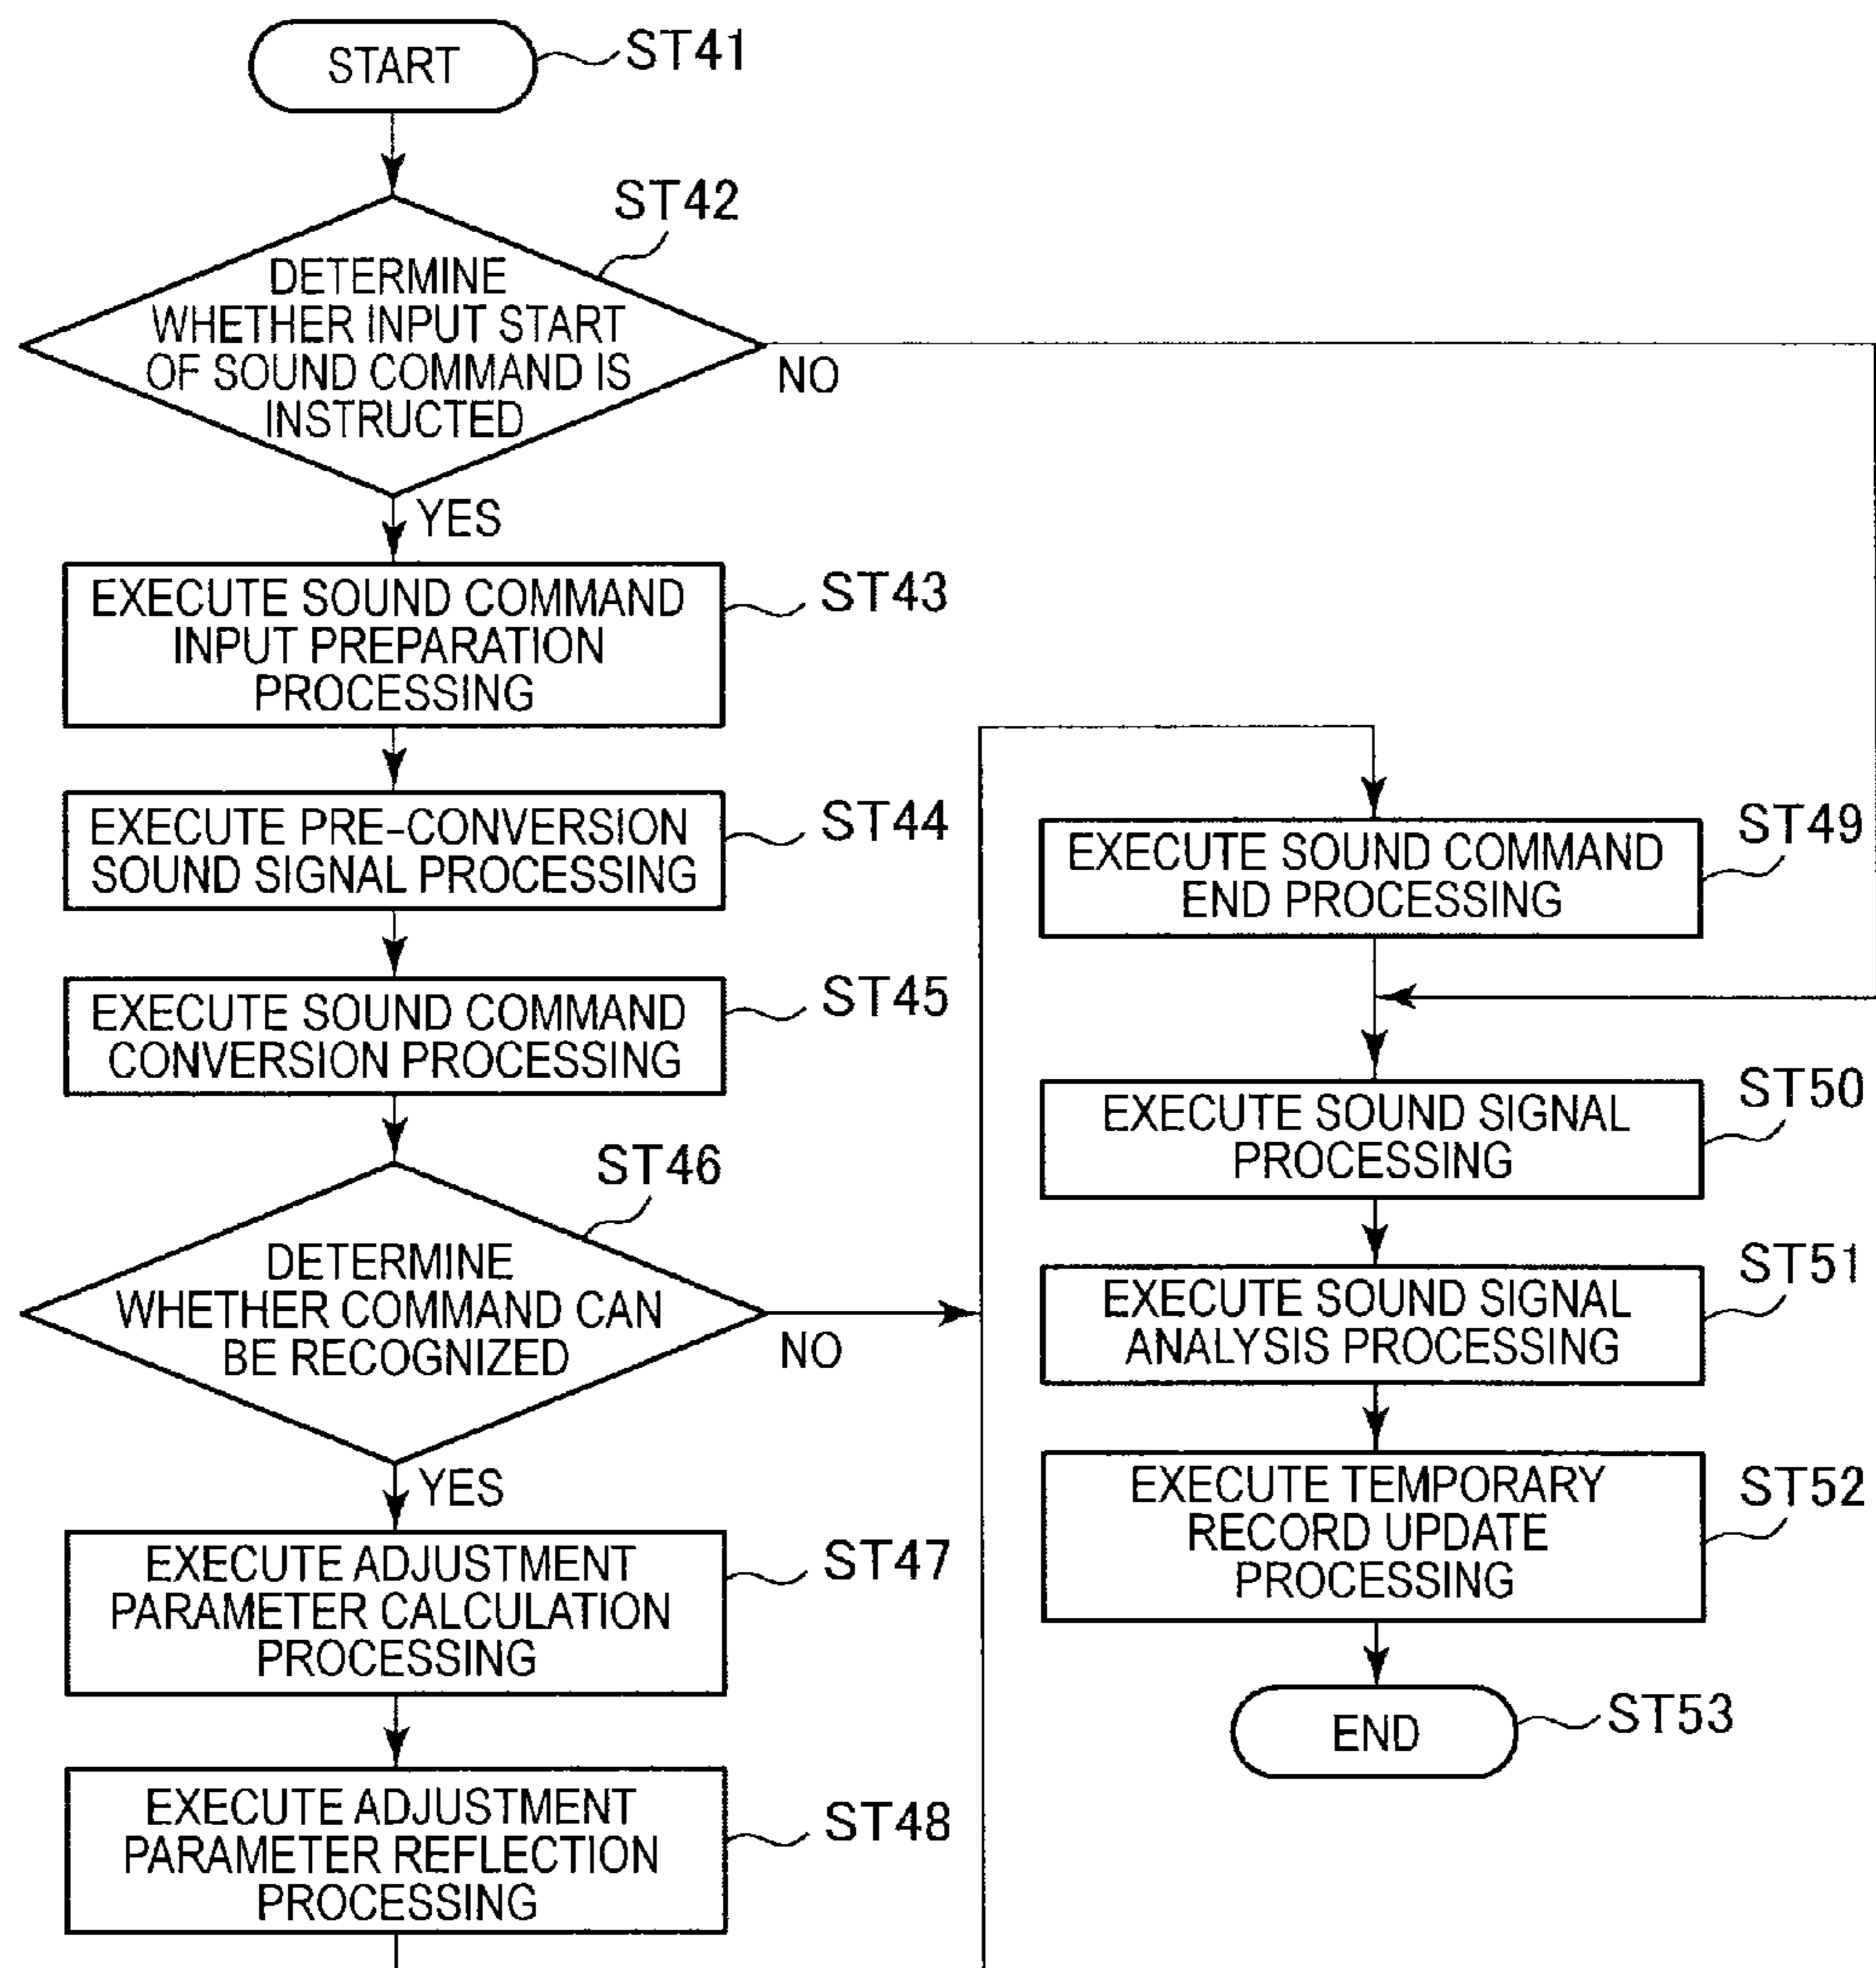 START
ST41
ST42
DETERMINE
WHETHER INPUT START
OF SOUND COMMAND IS
INSTRUCTED
NO
YES
EXECUTE SOUND COMMAND
INPUT PREPARATION
PROCESSING
ST43
EXECUTE PRE-CONVERSION
SOUND SIGNAL PROCESSING
ST44
EXECUTE SOUND COMMAND
CONVERSION PROCESSING
ST45
ST46
DETERMINE
WHETHER COMMAND CAN
BE RECOGNIZED
NO
YES
EXECUTE ADJUSTMENT
PARAMETER CALCULATION
PROCESSING
ST47
EXECUTE ADJUSTMENT
PARAMETER REFLECTION
PROCESSING
ST48
EXECUTE SOUND COMMAND
END PROCESSING
ST49
EXECUTE SOUND SIGNAL
PROCESSING
ST50
EXECUTE SOUND SIGNAL
ANALYSIS PROCESSING
ST51
EXECUTE TEMPORARY
RECORD UPDATE
PROCESSING
ST52
END
ST53